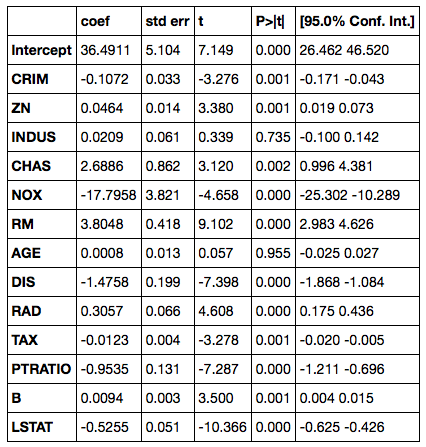 coef std err t P>|t| [95.0% Conf. Int.]
Intercept 36.4911 5.104 7.149 0.000 26.462 46.520
CRIM -0.1072 0.033 -3.276 0.001 -0.171 -0.043
ZN 0.0464 0.014 3.380 0.001 0.019 0.073
INDUS 0.0209 0.061 0.339 0.735 -0.100 0.142
CHAS 2.6886 0.862 3.120 0.002 0.996 4.381
NOX -17.7958 3.821 -4.658 0.000 -25.302 -10.289
RM 3.8048 0.418 9.102 0.000 2.983 4.626
AGE 0.0008 0.013 0.057 0.955 -0.025 0.027
DIS -1.4758 0.199 -7.398 0.000 -1.868 -1.084
RAD 0.3057 0.066 4.608 0.000 0.175 0.436
TAX -0.0123 0.004 -3.278 0.001 -0.020 -0.005
PTRATIO -0.9535 0.131 -7.287 0.000 -1.211 -0.696
B 0.0094 0.003 3.500 0.001 0.004 0.015
LSTAT -0.5255 0.051 -10.366 0.000 -0.625 -0.426